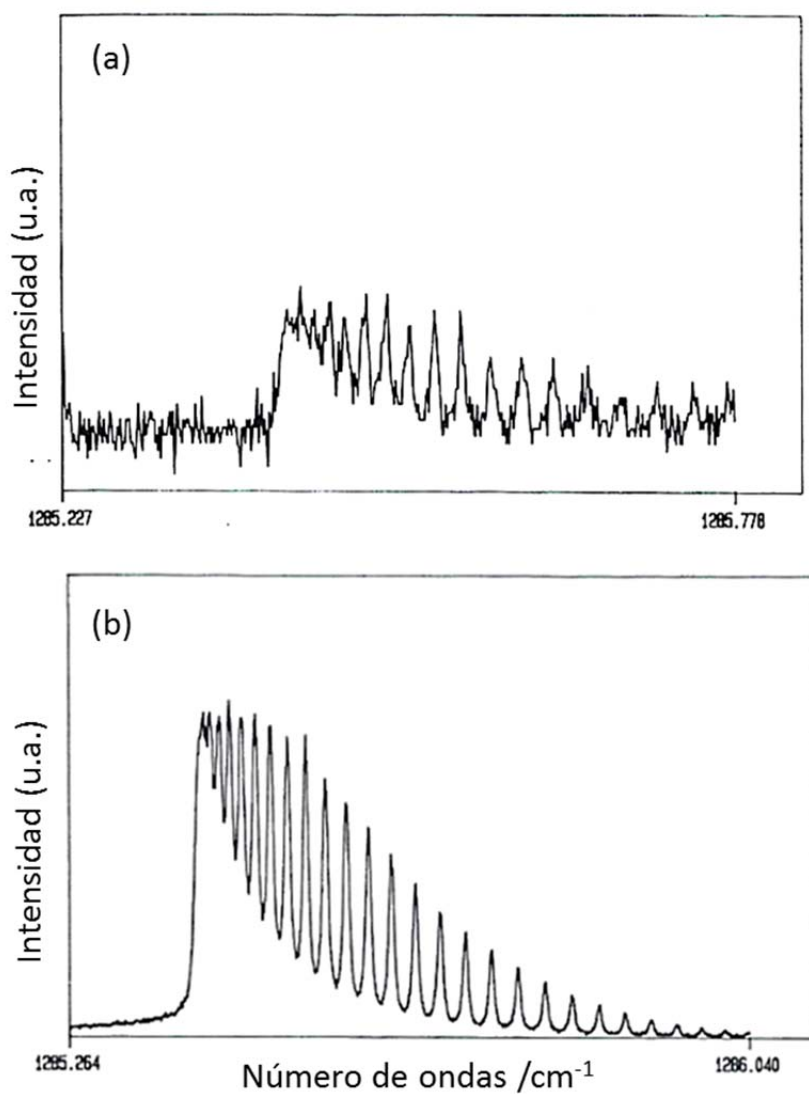 (a)
Intensidad (u.a.)
1285.227
1285.778
(b)
Intensidad (u.a.)
1285.264
Número de ondas /cm⁻¹
1286.040